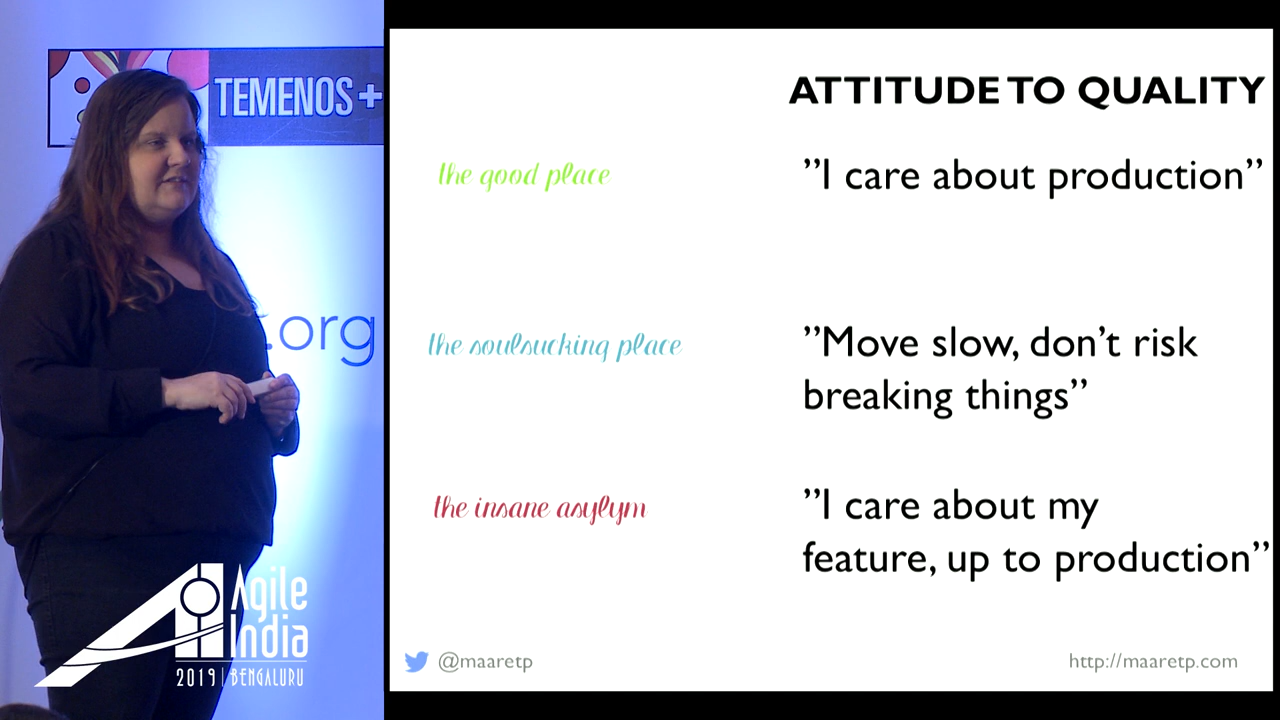 TEMENOS+
.org
Agile
India
2019 | BENGALURU
ATTITUDE TO QUALITY
the good place
”I care about production”
the soulsucking place
”Move slow, don’t risk
breaking things”
the insane asylym
”I care about my
feature, up to production”
@maaretp
http://maaretp.com